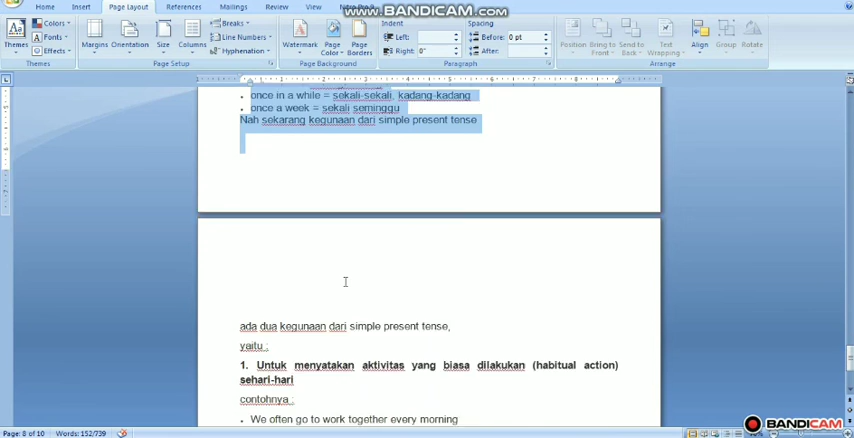 www.BANDICAM.com
Home Insert Page Layout References Mailings Review View
Themes Colors Fonts Effects
Margins Orientation Size Columns Breaks Line Numbers Hyphenation
Watermark Page Color Page Borders
Indent Spacing
Left: Before: 0 pt
Right: 0" After:
Position Bring to Front Send to Back Text Wrapping Align Group Rotate
Themes Page Setup Page Background Paragraph Arrange
once in a while = sekali-sekali, kadang-kadang
once a week = sekali seminggu
Nah sekarang kegunaan dari simple present tense
ada dua kegunaan dari simple present tense,
yaitu :
1. Untuk menyatakan aktivitas yang biasa dilakukan (habitual action)
sehari-hari
contohnya :
We often go to work together every morning
Page: 8 of 10 Words: 152/739
BANDICAM